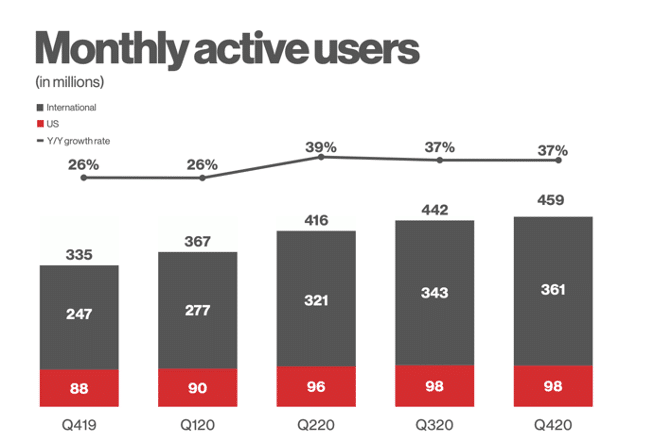 Monthly active users
(in millions)
International
US
Y/Y growth rate
26% 26% 39% 37% 37%
335 367 416 442 459
247 277 321 343 361
88 90 96 98 98
Q419 Q120 Q220 Q320 Q420